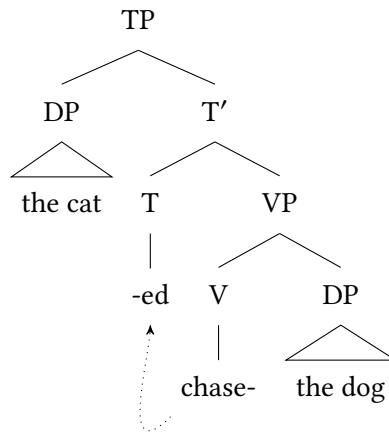 TP
DP T′
the cat T VP
-ed V DP
chase- the dog